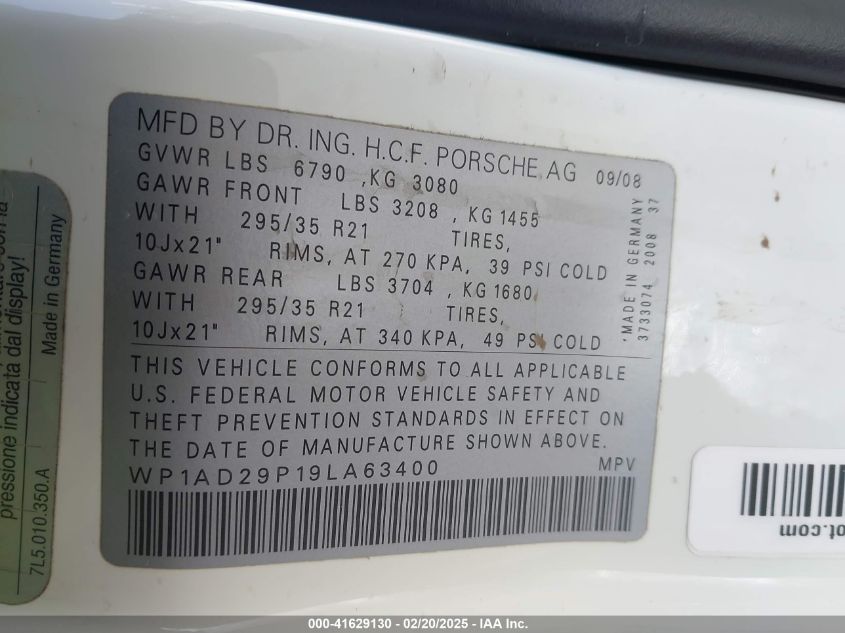 MFD BY DR. ING. H.C.F. PORSCHE AG 09/08
GVWR LBS 6790 ,KG 3080
GAWR FRONT LBS 3208 , KG 1455
WITH 295/35 R21 TIRES,
10Jx21" RIMS, AT 270 KPA, 39 PSI COLD
GAWR REAR LBS 3704 , KG 1680
WITH 295/35 R21 TIRES,
10Jx21" RIMS, AT 340 KPA, 49 PSI COLD
*MADE IN GERMANY
3733074 2008 37
THIS VEHICLE CONFORMS TO ALL APPLICABLE
U.S. FEDERAL MOTOR VEHICLE SAFETY AND
THEFT PREVENTION STANDARDS IN EFFECT ON
THE DATE OF MANUFACTURE SHOWN ABOVE.
WP1AD29P19LA63400 MPV
pressione indicata dal display!
Made in Germany
7L5.010.350.A
ot.com
000-41629130 - 02/20/2025 - IAA Inc.